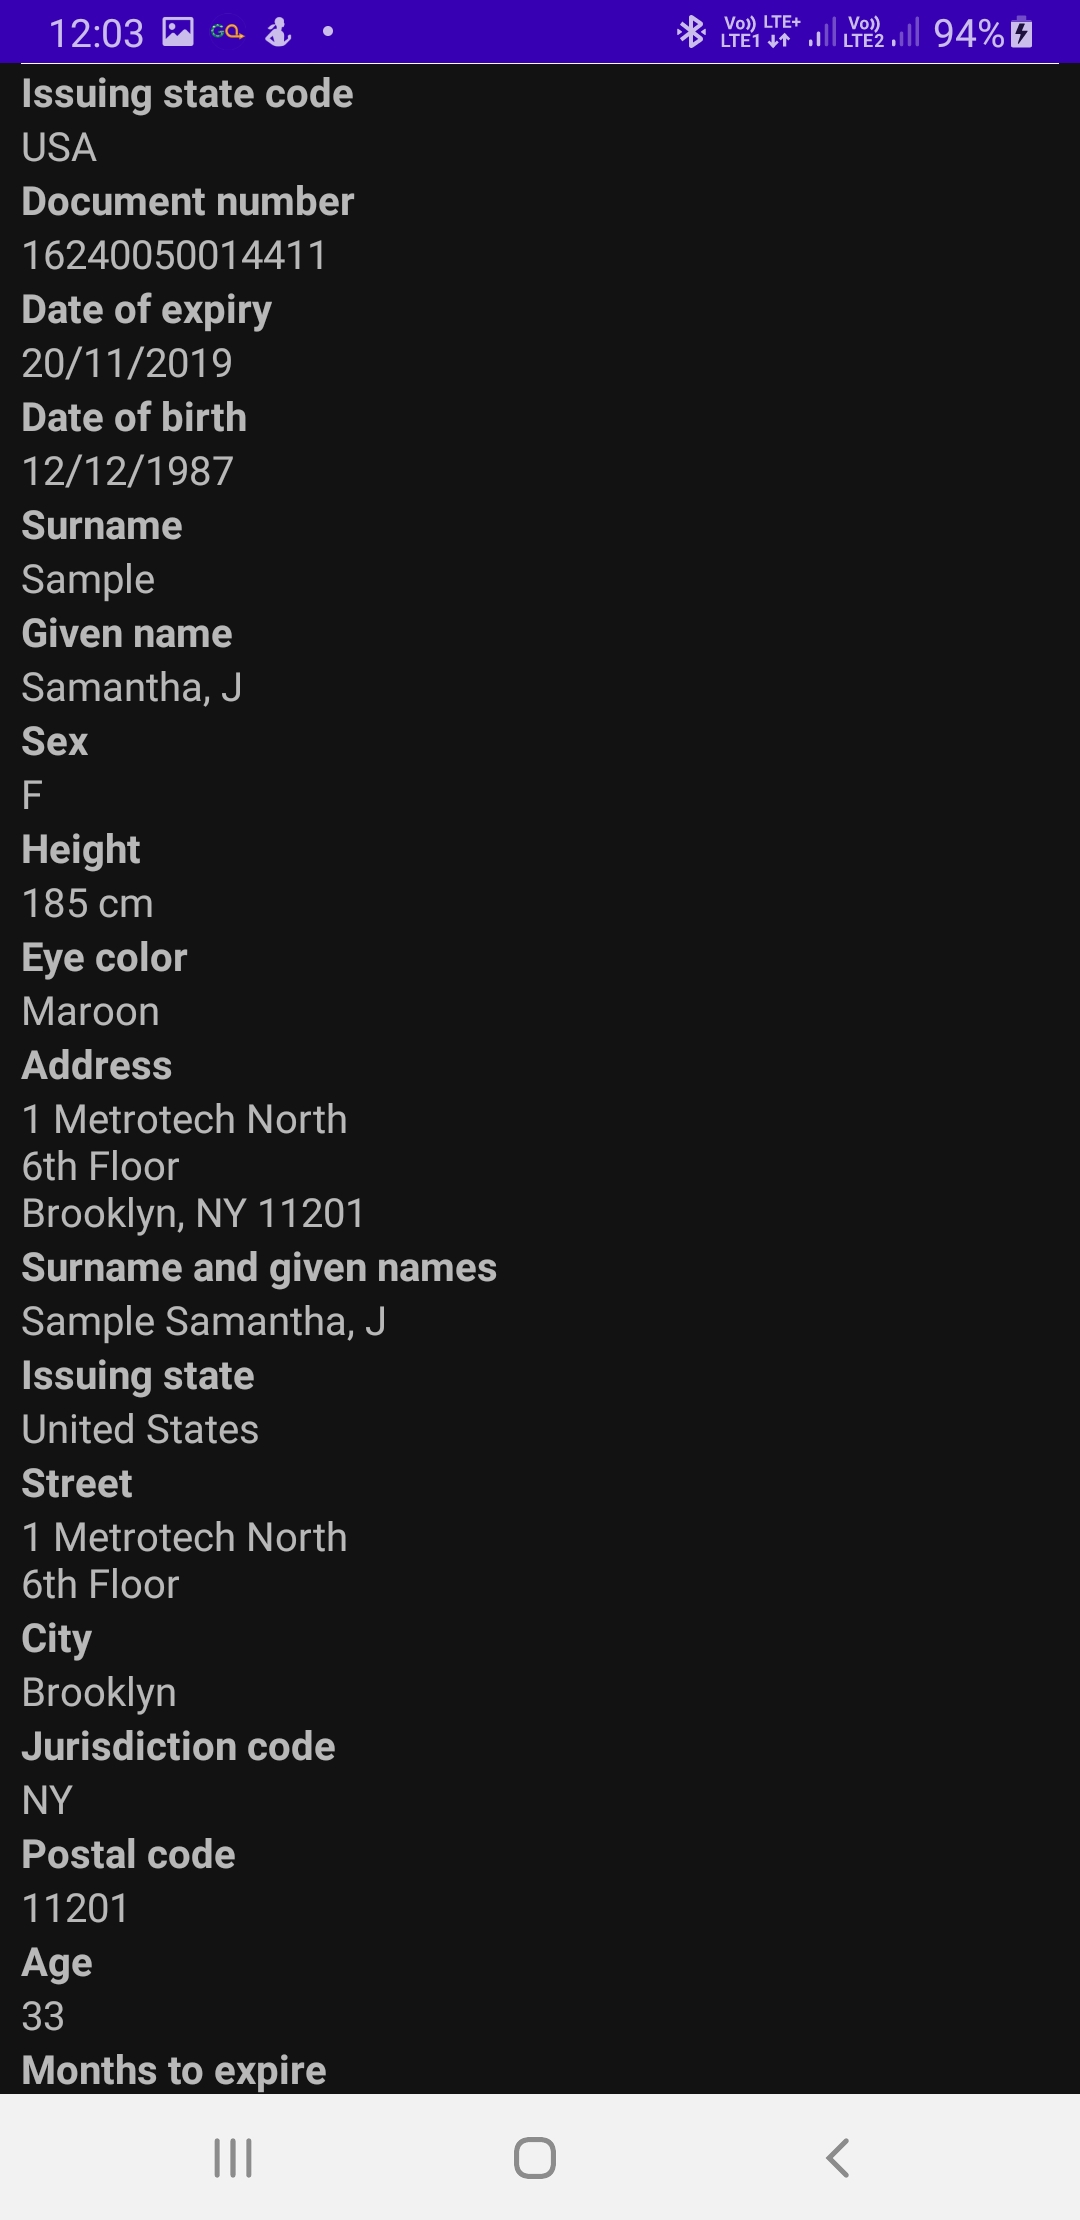 12:03 GQ Vo)) LTE1 LTE+ Vo)) LTE2 94%
Issuing state code
USA
Document number
16240050014411
Date of expiry
20/11/2019
Date of birth
12/12/1987
Surname
Sample
Given name
Samantha, J
Sex
F
Height
185 cm
Eye color
Maroon
Address
1 Metrotech North
6th Floor
Brooklyn, NY 11201
Surname and given names
Sample Samantha, J
Issuing state
United States
Street
1 Metrotech North
6th Floor
City
Brooklyn
Jurisdiction code
NY
Postal code
11201
Age
33
Months to expire